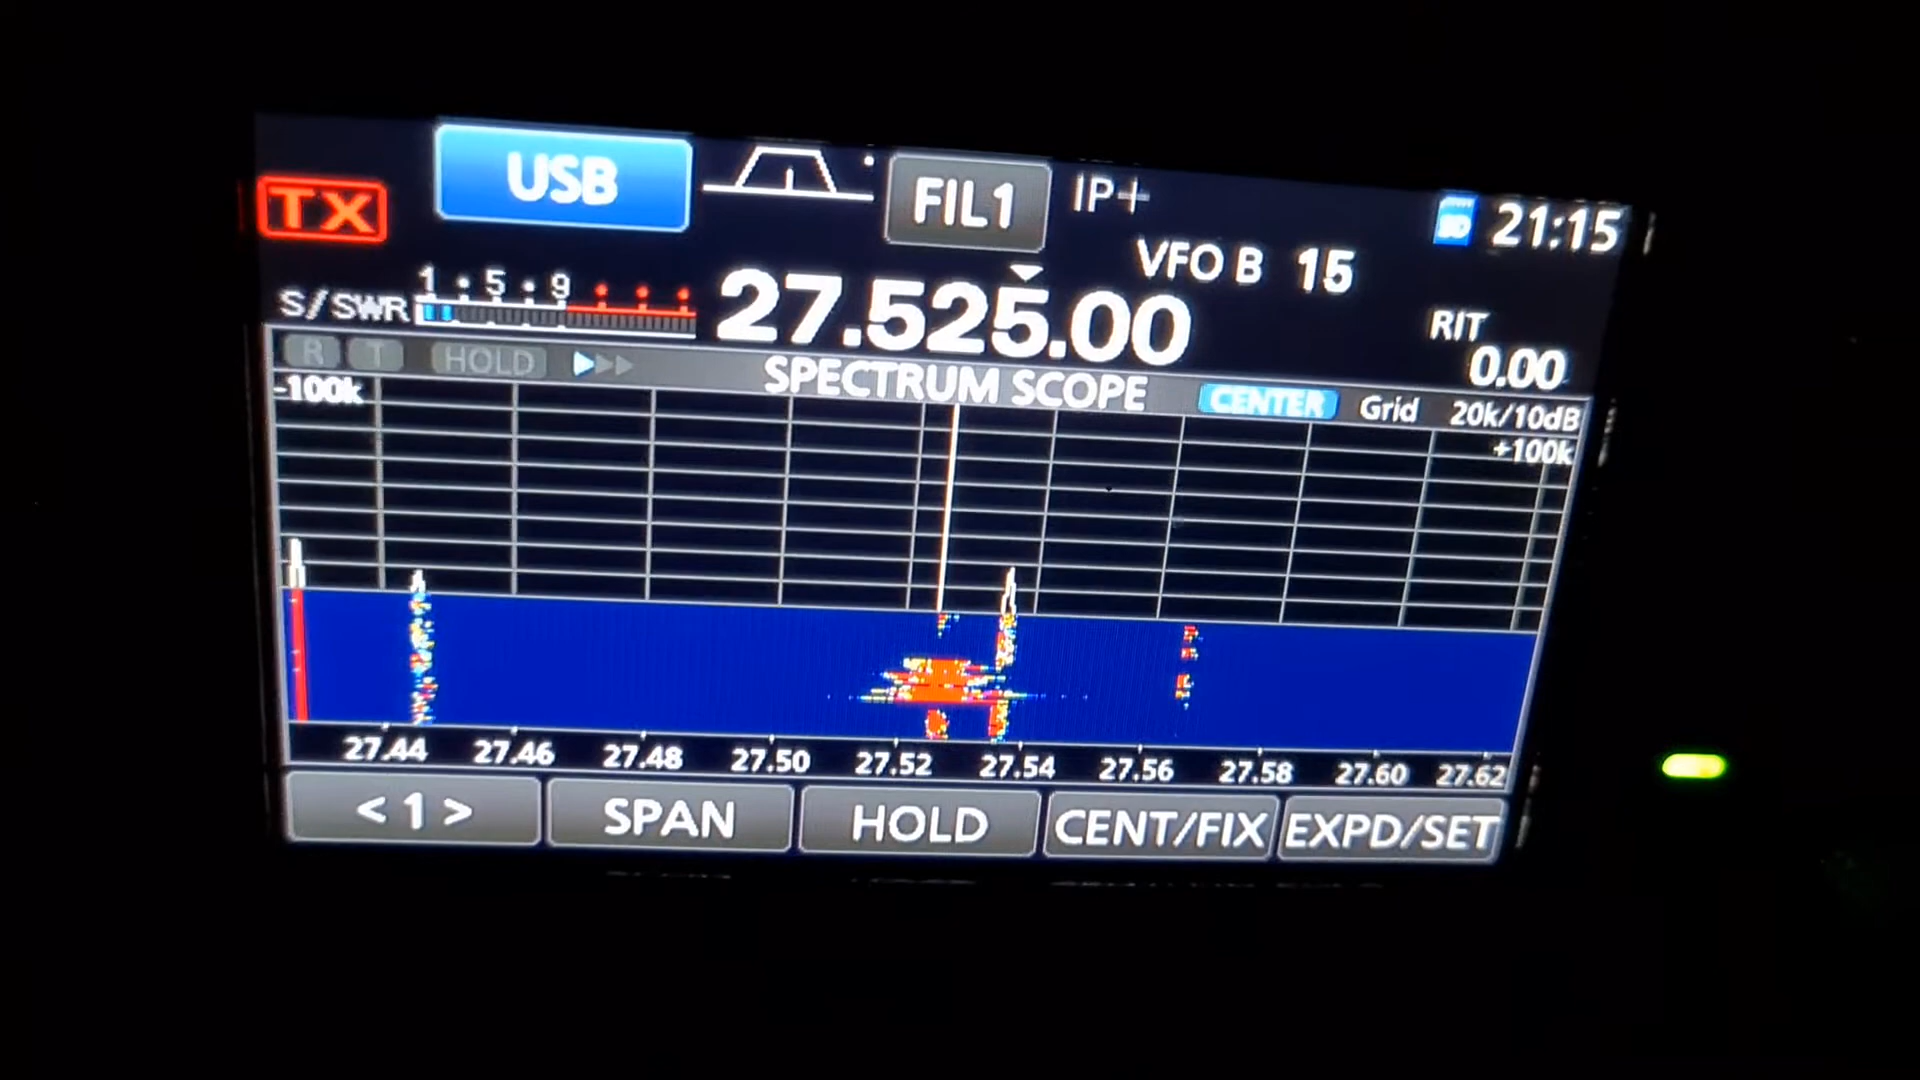 TX USB FIL1 IP+ SD 21:15
VFO B 15
1 • 5 • 9
S/SWR 27.525.00 RIT
0.00
R T HOLD SPECTRUM SCOPE CENTER Grid 20k/10dB
-100k +100k
27.44 27.46 27.48 27.50 27.52 27.54 27.56 27.58 27.60 27.62
< 1 > SPAN HOLD CENT/FIX EXPD/SET